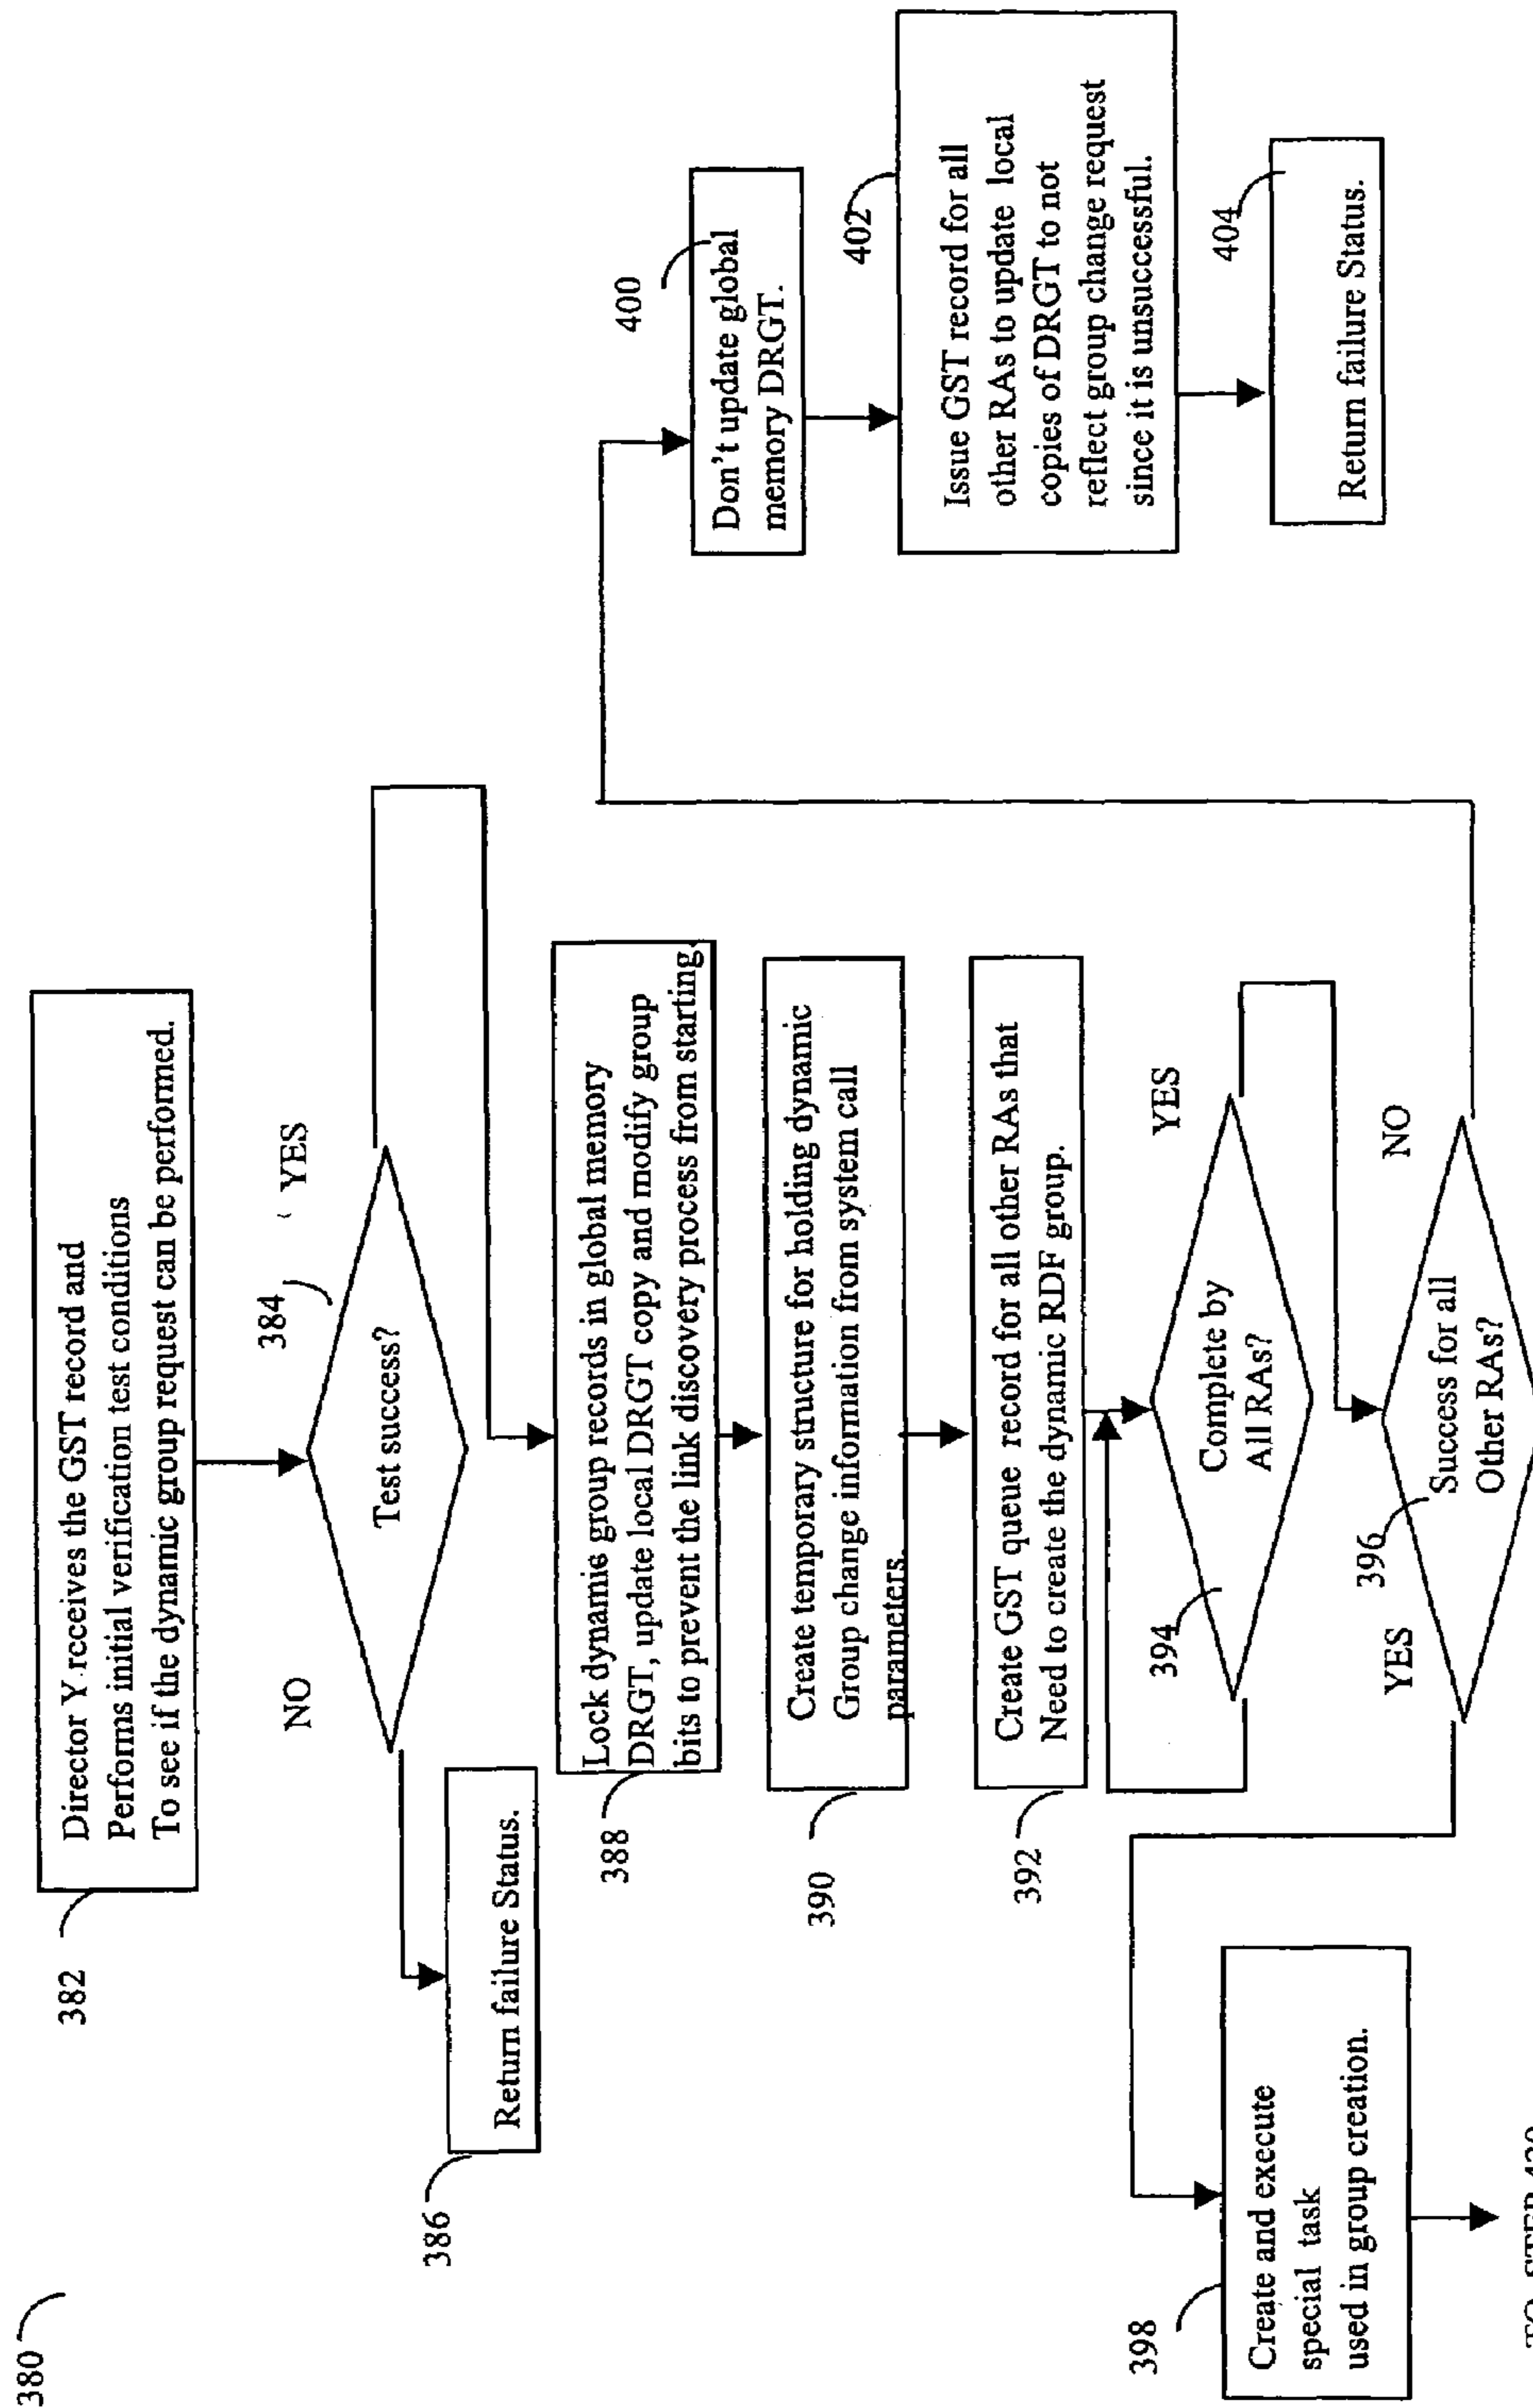 380
382
Director Y receives the GST record and
Performs initial verification test conditions
To see if the dynamic group request can be performed.
384
Test success?
NO
YES
386
Return failure Status.
388
Lock dynamic group records in global memory
DRGT, update local DRGT copy and modify group
bits to prevent the link discovery process from starting.
390
Create temporary structure for holding dynamic
Group change information from system call
parameters.
392
Create GST queue record for all other RAs that
Need to create the dynamic RDF group.
394
Complete by
All RAs?
YES
396
Success for all
Other RAs?
YES
NO
398
Create and execute
special task
used in group creation.
400
Don't update global
memory DRGT.
402
Issue GST record for all
other RAs to update local
copies of DRGT to not
reflect group change request
since it is unsuccessful.
404
Return failure Status.
TO STEP